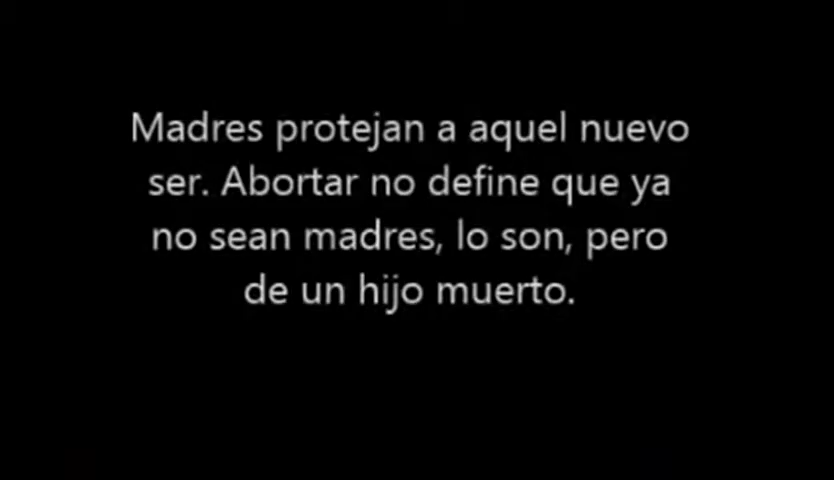 Madres protejan a aquel nuevo
ser. Abortar no define que ya
no sean madres, lo son, pero
de un hijo muerto.